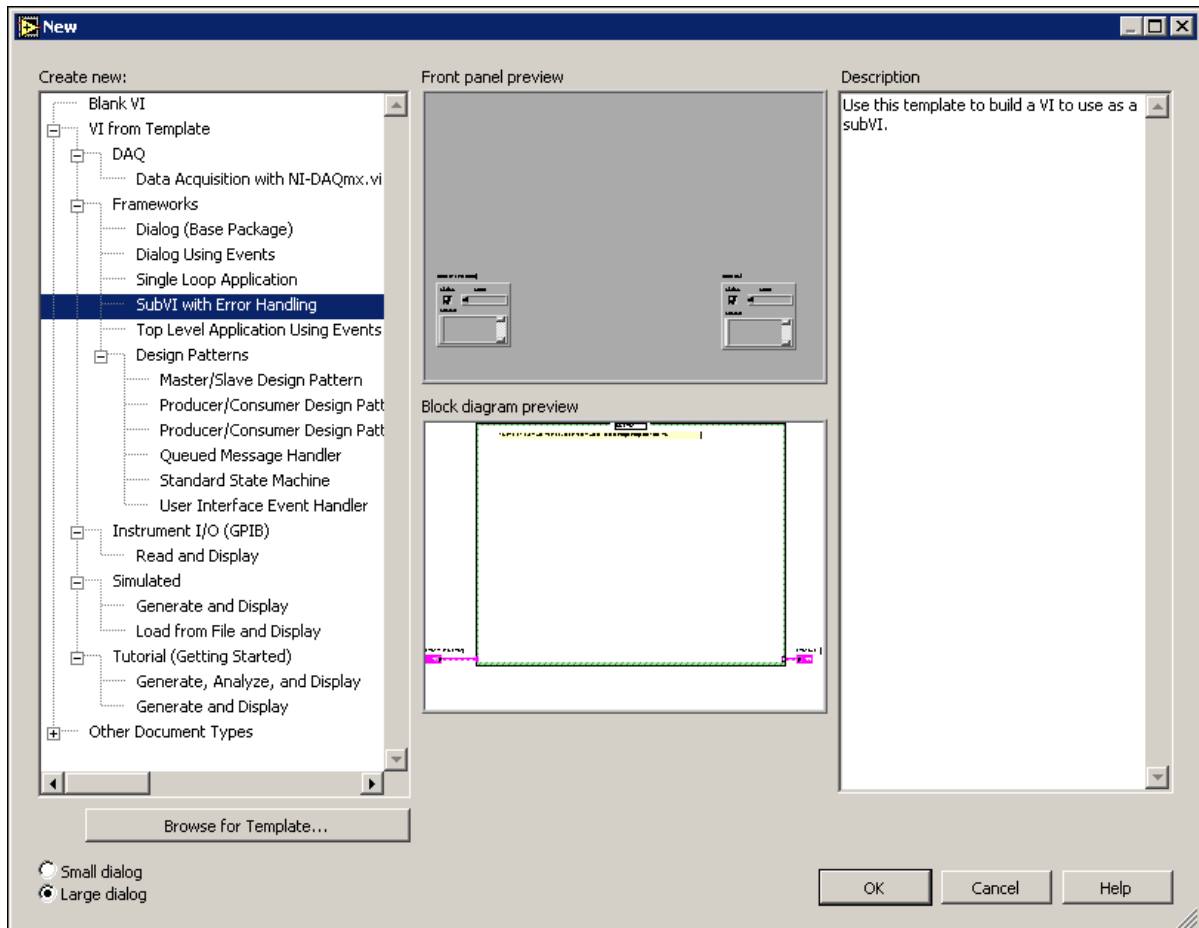 New
Create new:
Blank VI
VI from Template
DAQ
Data Acquisition with NI-DAQmx.vi
Frameworks
Dialog (Base Package)
Dialog Using Events
Single Loop Application
SubVI with Error Handling
Top Level Application Using Events
Design Patterns
Master/Slave Design Pattern
Producer/Consumer Design Patt
Producer/Consumer Design Patt
Queued Message Handler
Standard State Machine
User Interface Event Handler
Instrument I/O (GPIB)
Read and Display
Simulated
Generate and Display
Load from File and Display
Tutorial (Getting Started)
Generate, Analyze, and Display
Generate and Display
Other Document Types
Browse for Template...
Small dialog
Large dialog
Front panel preview
Block diagram preview
Description
Use this template to build a VI to use as a
subVI.
OK
Cancel
Help